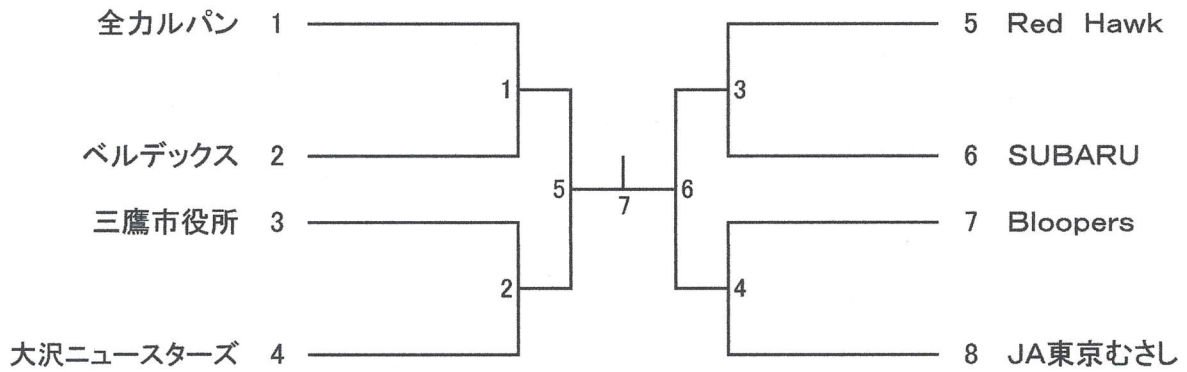 全力ルパン 1
ベルデックス 2
三鷹市役所 3
大沢ニュースターズ 4
1
2
5
7
6
3
4
5 Red Hawk
6 SUBARU
7 Bloopers
8 JA東京むさし